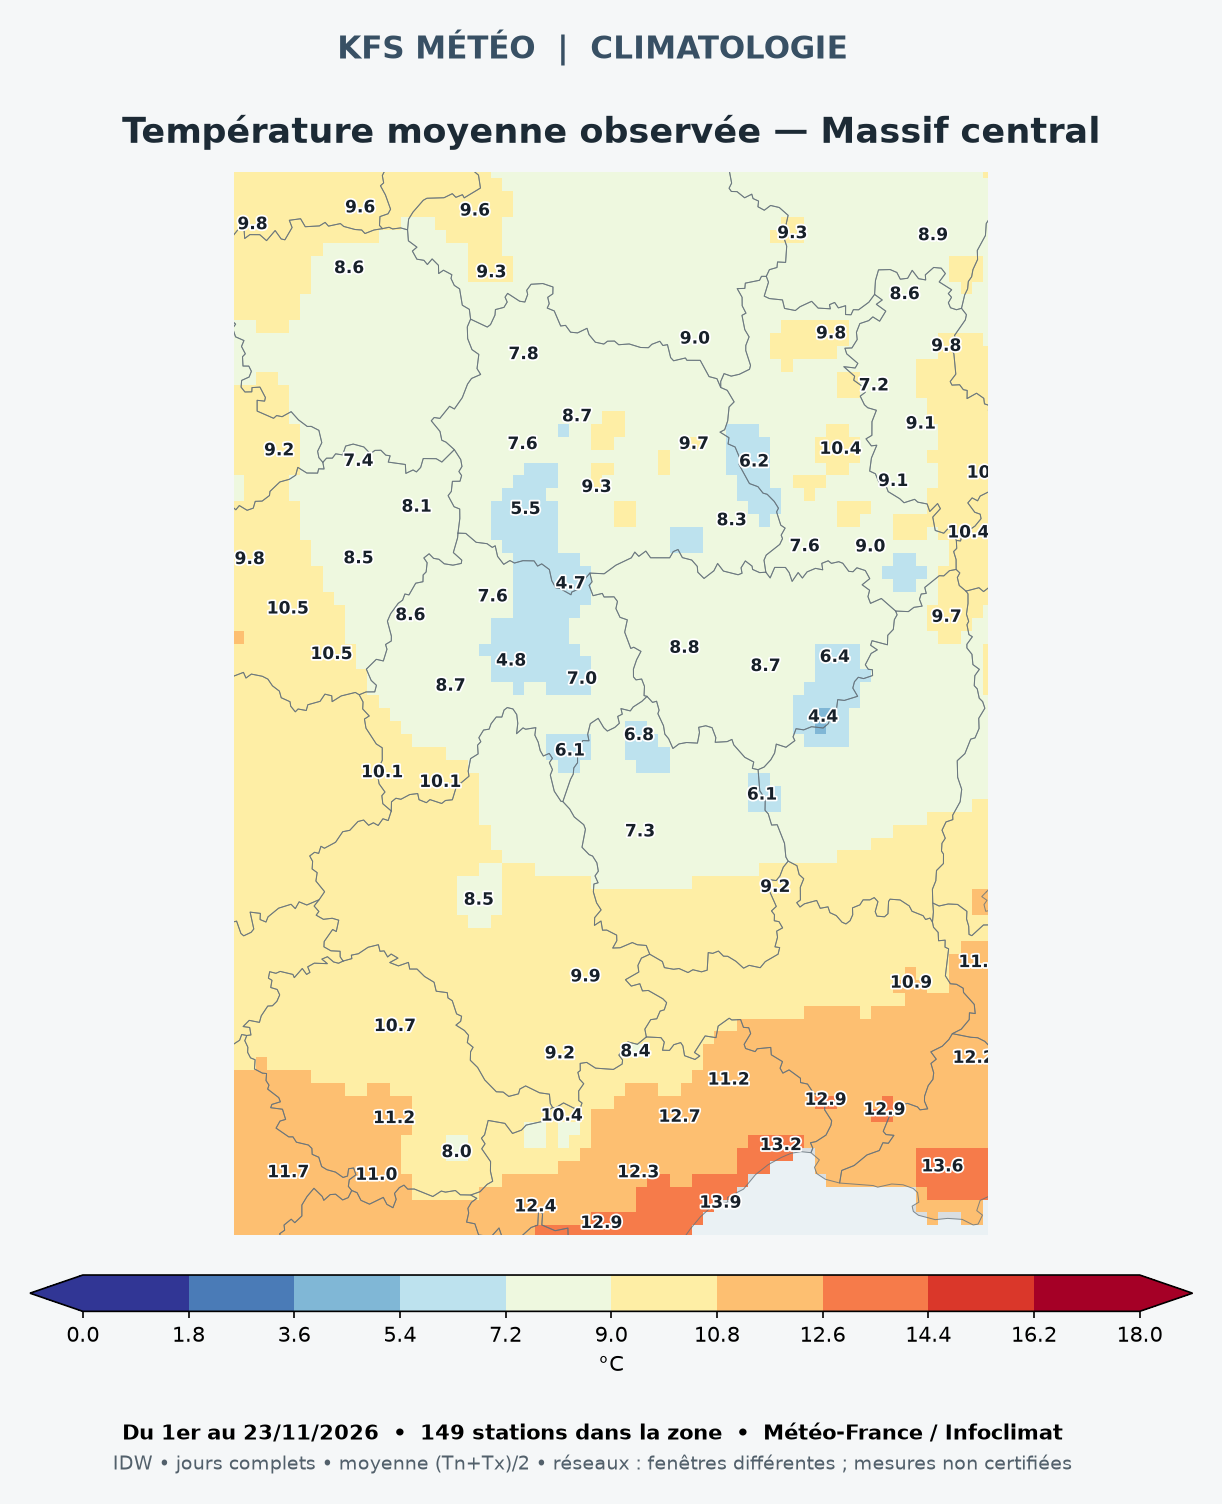 KFS MÉTÉO | CLIMATOLOGIE
Température moyenne observée — Massif central
9.6 9.6
9.8 9.3 8.9
8.6 9.3
8.6
9.8
9.0 9.8
7.8
7.2
8.7 9.1
7.6 9.7 10.4
9.2 7.4 6.2
10
9.3 9.1
8.1 5.5
8.3 10.4
7.6 9.0
9.8 8.5
4.7
7.6
10.5 8.6 9.7
10.5 8.8 6.4
4.8 8.7
8.7 7.0
4.4
6.8
6.1
10.1 10.1
6.1
7.3
9.2
8.5
11.
9.9 10.9
10.7
9.2 8.4 12.2
11.2
12.9
11.2 10.4 12.7 12.9
8.0 13.2
11.7 11.0 12.3 13.6
12.4 13.9
12.9
0.0 1.8 3.6 5.4 7.2 9.0 10.8 12.6 14.4 16.2 18.0
°C
Du 1er au 23/11/2026 • 149 stations dans la zone • Météo-France / Infoclimat
IDW • jours complets • moyenne (Tn+Tx)/2 • réseaux : fenêtres différentes ; mesures non certifiées